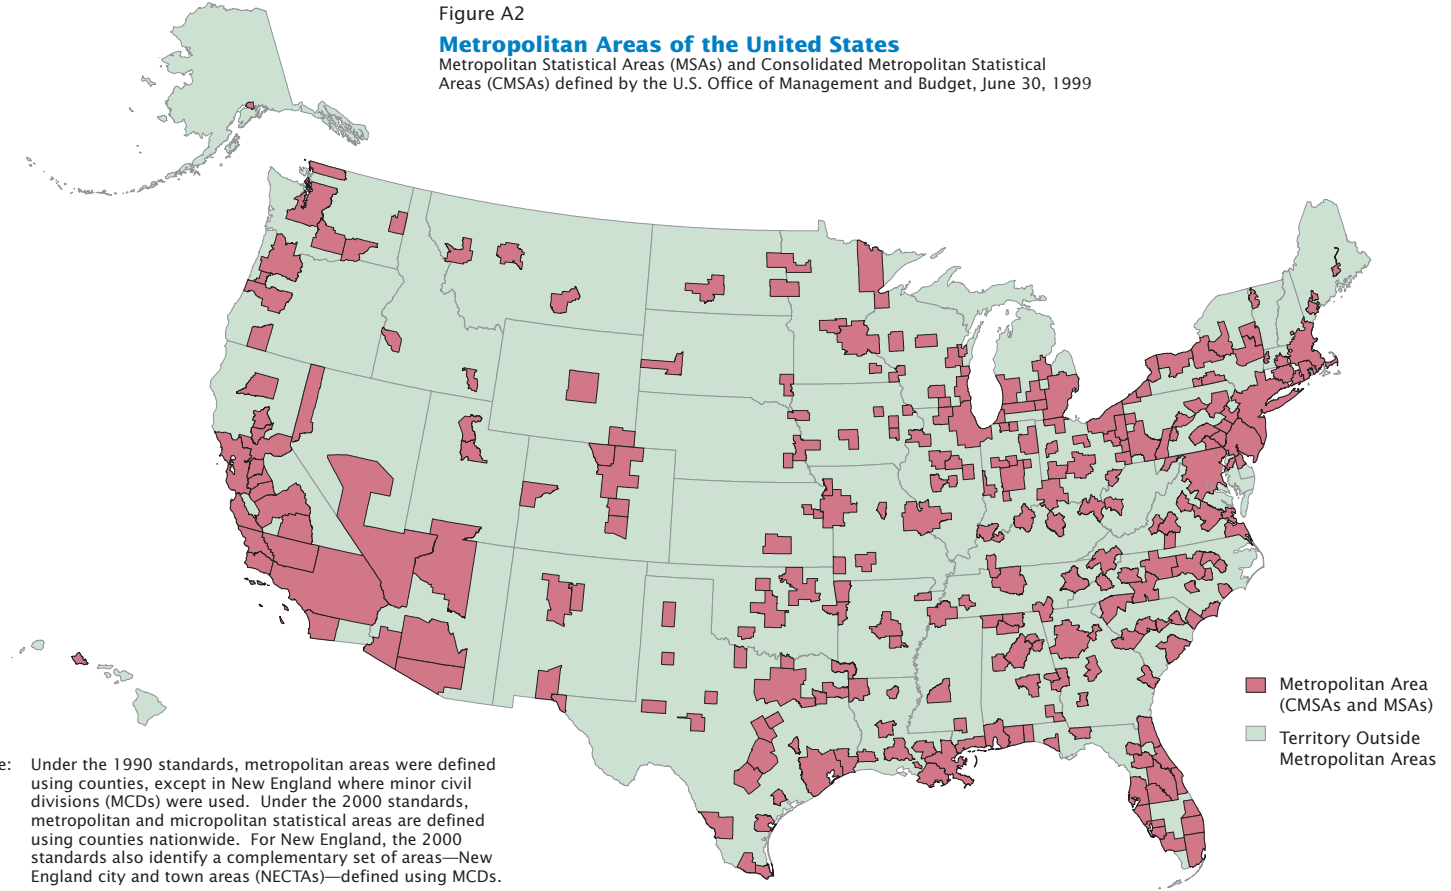 Figure A2
Metropolitan Areas of the United States
Metropolitan Statistical Areas (MSAs) and Consolidated Metropolitan Statistical
Areas (CMSAs) defined by the U.S. Office of Management and Budget, June 30, 1999
Metropolitan Area
(CMSAs and MSAs)
Territory Outside
Metropolitan Areas
e: Under the 1990 standards, metropolitan areas were defined
using counties, except in New England where minor civil
divisions (MCDs) were used. Under the 2000 standards,
metropolitan and micropolitan statistical areas are defined
using counties nationwide. For New England, the 2000
standards also identify a complementary set of areas—New
England city and town areas (NECTAs)—defined using MCDs.